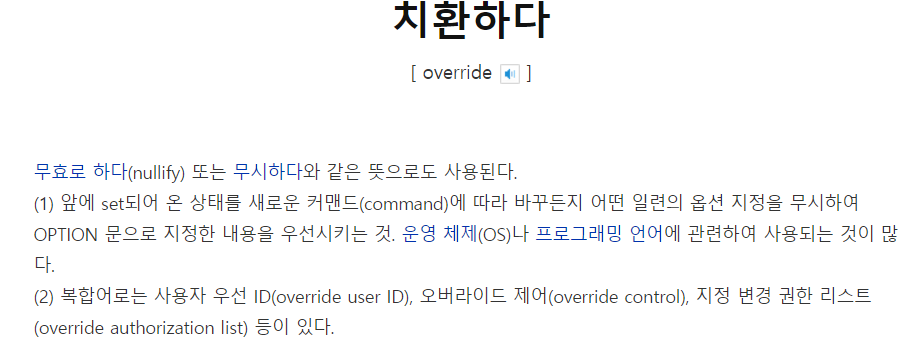 치환하다
[ override ]
무효로 하다(nullify) 또는 무시하다와 같은 뜻으로도 사용된다.
(1) 앞에 set되어 온 상태를 새로운 커맨드(command)에 따라 바꾸든지 어떤 일련의 옵션 지정을 무시하여
OPTION 문으로 지정한 내용을 우선시키는 것. 운영 체제(OS)나 프로그래밍 언어에 관련하여 사용되는 것이 많
다.
(2) 복합어로는 사용자 우선 ID(override user ID), 오버라이드 제어(override control), 지정 변경 권한 리스트
(override authorization list) 등이 있다.